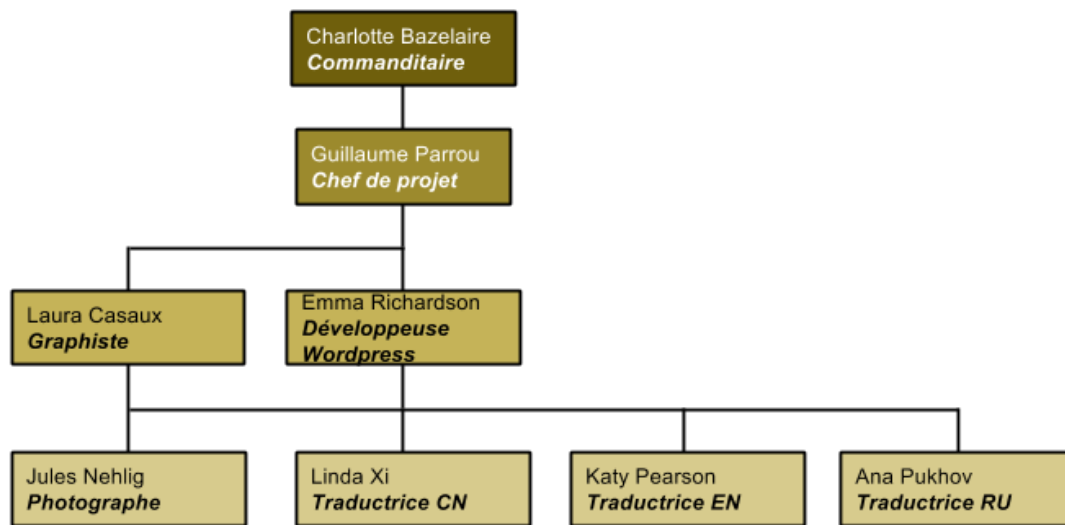 Charlotte Bazelaire
Commanditaire
Guillaume Parrou
Chef de projet
Laura Casaux
Graphiste
Emma Richardson
Développeuse
Wordpress
Jules Nehlig
Photographe
Linda Xi
Traductrice CN
Katy Pearson
Traductrice EN
Ana Pukhov
Traductrice RU